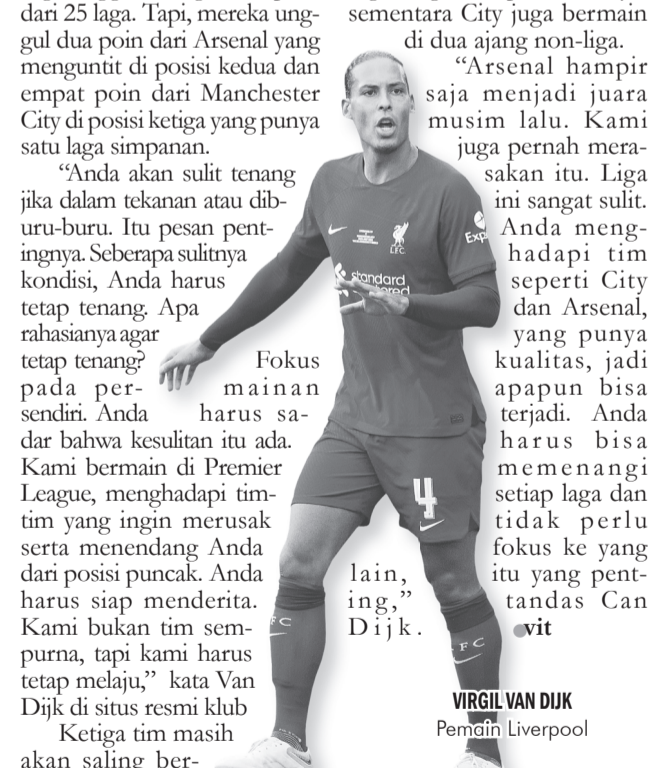 dari 25 laga. Tapi, mereka ung-
gul dua poin dari Arsenal yang
menguntit di posisi kedua dan
empat poin dari Manchester
City di posisi ketiga yang punya
satu laga simpanan.
“Anda akan sulit tenang
jika dalam tekanan atau dib-
uru-buru. Itu pesan pent-
ingnya. Seberapa sulitnya
kondisi, Anda harus
tetap tenang. Apa
rahasianya agar
tetap tenang? Fokus
pada per- mainan
sendiri. Anda harus sa-
dar bahwa kesulitan itu ada.
Kami bermain di Premier
League, menghadapi tim-
tim yang ingin merusak
serta menendang Anda
dari posisi puncak. Anda
harus siap menderita.
Kami bukan tim sem-
purna, tapi kami harus
tetap melaju,” kata Van
Dijk di situs resmi klub
Ketiga tim masih
akan saling ber-
sementara City juga bermain
di dua ajang non-liga.
“Arsenal hampir
saja menjadi juara
musim lalu. Kami
juga pernah mera-
sakan itu. Liga
ini sangat sulit.
Anda meng-
hadapi tim
seperti City
dan Arsenal,
yang punya
kualitas, jadi
apapun bisa
terjadi. Anda
harus bisa
memenangi
setiap laga dan
tidak perlu
fokus ke yang
lain, itu yang pent-
ing,” tandas Can
Dijk. ●vit
standard
LFC
Exp
4
FC
FC
VIRGIL VAN DIJK
Pemain Liverpool